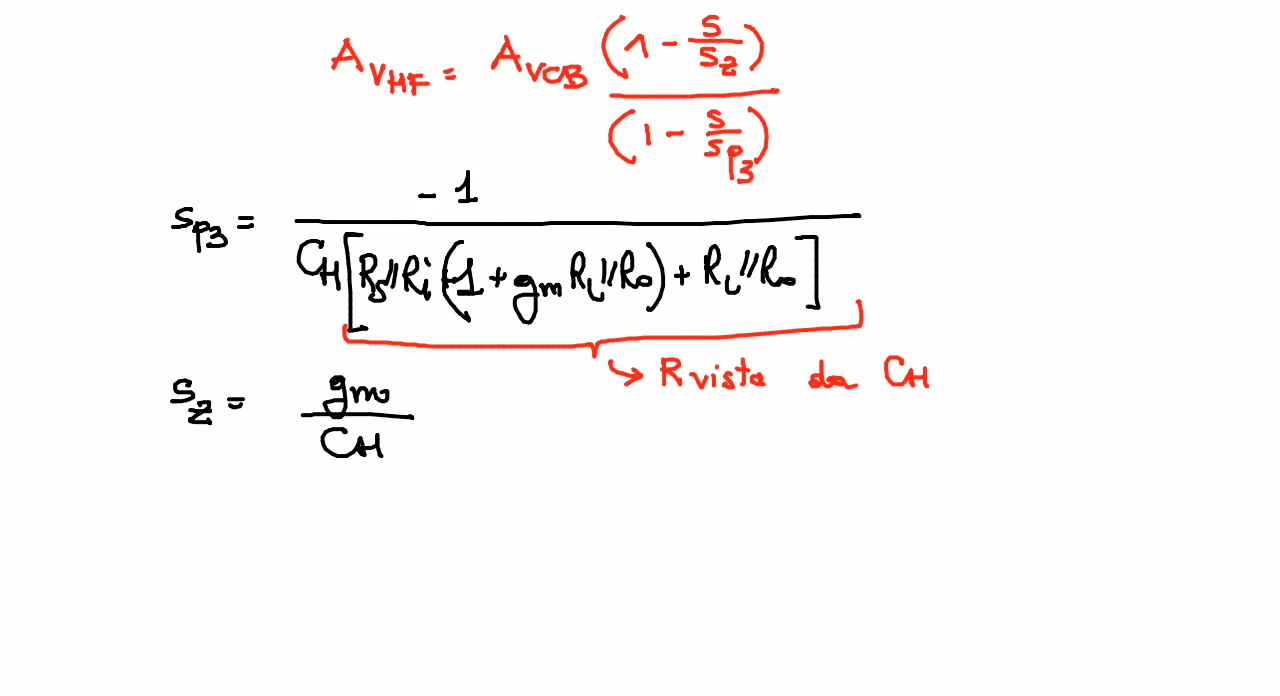 A_VHF = A_VCB (1 - s/s_z) / (1 - s/s_p3)
s_p3 = -1 / C_H [R_s//R_i (1 + g_m R_L//R_o) + R_L//R_o]
→ R vista da C_H
s_z = g_m / C_H